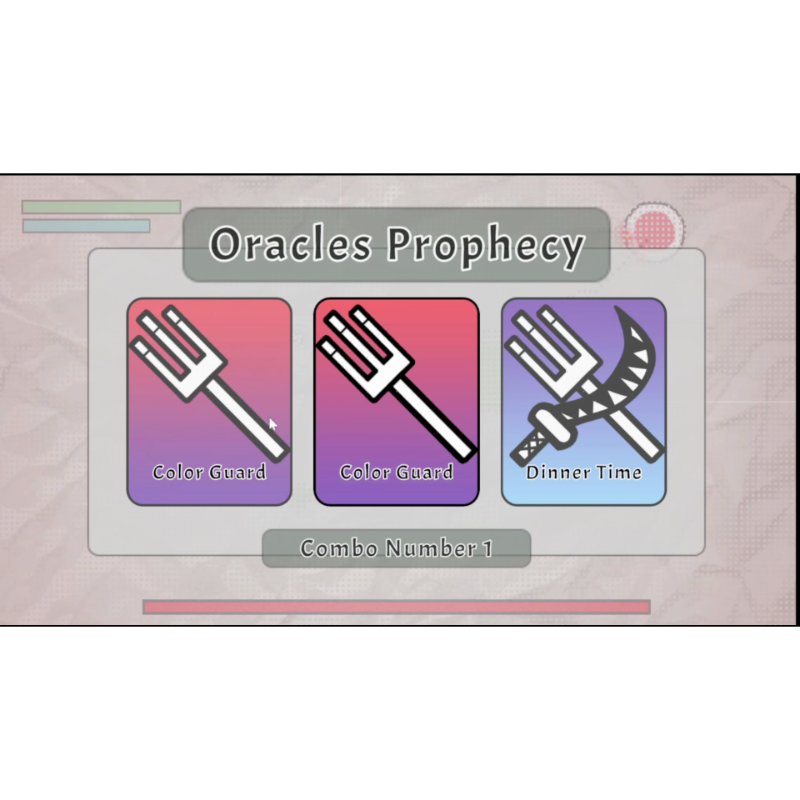 Oracles Prophecy
Color Guard
Color Guard
Dinner Time
Combo Number 1